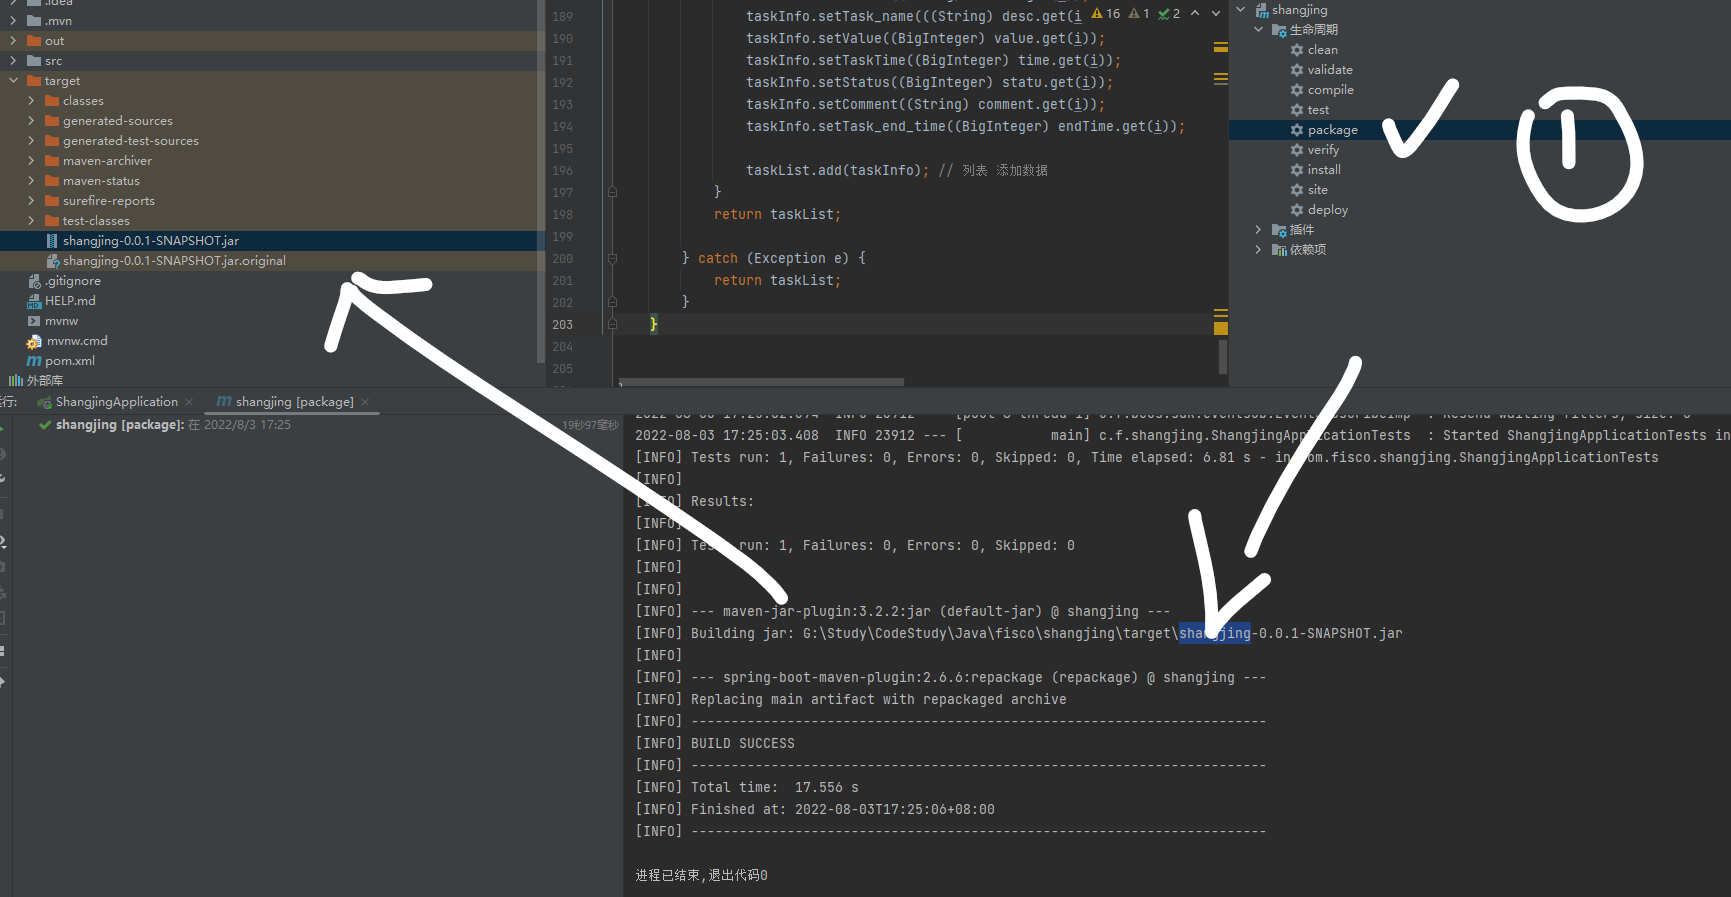 .idea
.mvn
out
src
target
classes
generated-sources
generated-test-sources
maven-archiver
maven-status
surefire-reports
test-classes
shangjing-0.0.1-SNAPSHOT.jar
shangjing-0.0.1-SNAPSHOT.jar.original
.gitignore
HELP.md
mvnw
mvnw.cmd
pom.xml
外部库
189 taskInfo.setTask_name(((String) desc.get(i
16 1 2
190 taskInfo.setValue((BigInteger) value.get(i));
191 taskInfo.setTaskTime((BigInteger) time.get(i));
192 taskInfo.setStatus((BigInteger) statu.get(i));
193 taskInfo.setComment((String) comment.get(i));
194 taskInfo.setTask_end_time((BigInteger) endTime.get(i));
195
196 taskList.add(taskInfo); // 列表 添加数据
197 }
198 return taskList;
199
200 } catch (Exception e) {
201 return taskList;
202 }
203 }
204
205
shangjing
生命周期
clean
validate
compile
test
package
verify
install
site
deploy
插件
依赖项
1
行: ShangjingApplication shangjing [package]
shangjing [package]: 在 2022/8/3 17:25 19秒97毫秒
2022-08-03 17:25:03.408 INFO 23912 --- [ main] c.f.shangjing.ShangjingApplicationTests : Started ShangjingApplicationTests in
[INFO] Tests run: 1, Failures: 0, Errors: 0, Skipped: 0, Time elapsed: 6.81 s - in com.fisco.shangjing.ShangjingApplicationTests
[INFO]
[INFO] Results:
[INFO]
[INFO] Tests run: 1, Failures: 0, Errors: 0, Skipped: 0
[INFO]
[INFO]
[INFO] --- maven-jar-plugin:3.2.2:jar (default-jar) @ shangjing ---
[INFO] Building jar: G:\Study\CodeStudy\Java\fisco\shangjing\target\shangjing-0.0.1-SNAPSHOT.jar
[INFO]
[INFO] --- spring-boot-maven-plugin:2.6.6:repackage (repackage) @ shangjing ---
[INFO] Replacing main artifact with repackaged archive
[INFO] ------------------------------------------------------------------------
[INFO] BUILD SUCCESS
[INFO] ------------------------------------------------------------------------
[INFO] Total time: 17.556 s
[INFO] Finished at: 2022-08-03T17:25:06+08:00
[INFO] ------------------------------------------------------------------------
进程已结束,退出代码0